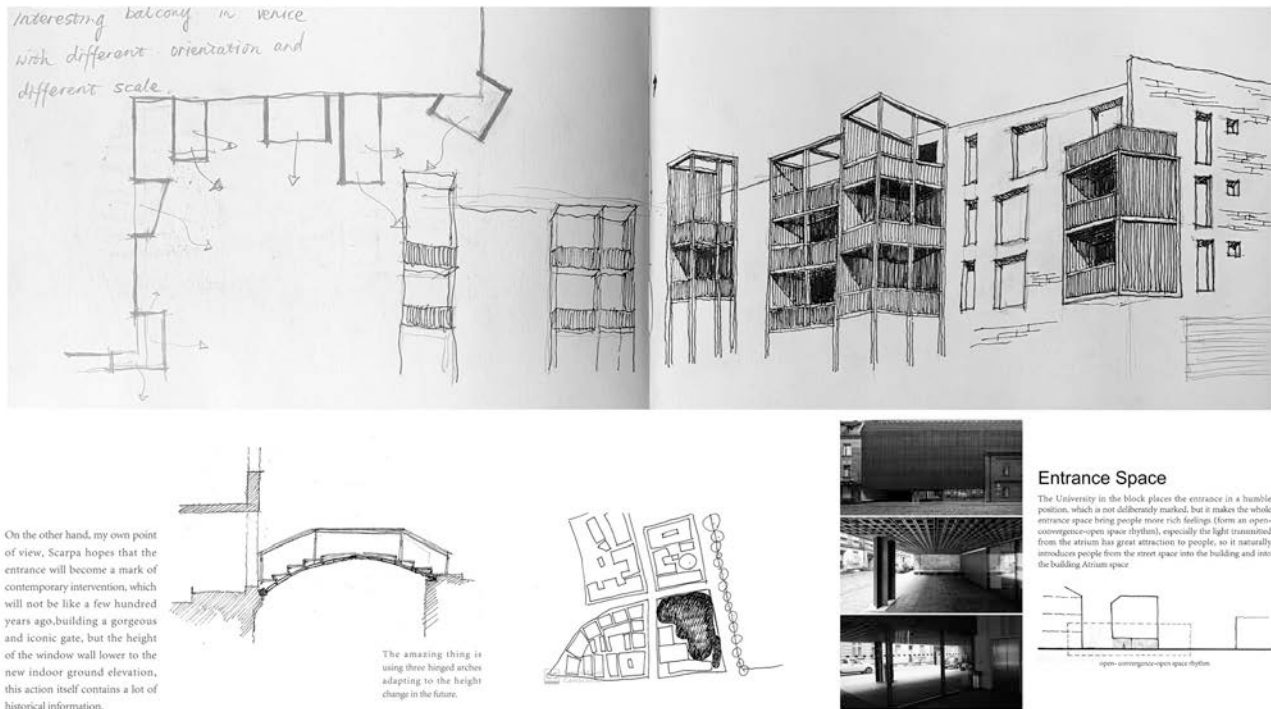 Interesting balcony in venice
with different orientation and
different scale.
On the other hand, my own point
of view, Scarpa hopes that the
entrance will become a mark of
contemporary intervention, which
will not be like a few hundred
years ago,building a gorgeous
and iconic gate, but the height
of the window wall lower to the
new indoor ground elevation,
this action itself contains a lot of
historical information.
The amazing thing is
using three hinged arches
adapting to the height
change in the future.
Entrance Space
The University in the block places the entrance in a humble
position, which is not deliberately marked, but it makes the whole
entrance space bring people more rich feelings (form an open-
convergence-open space rhythm), especially the light transmitted
from the atrium has great attraction to people, so it naturally
introduces people from the street space into the building and into
the building Atrium space
open- convergence-open space rhythm